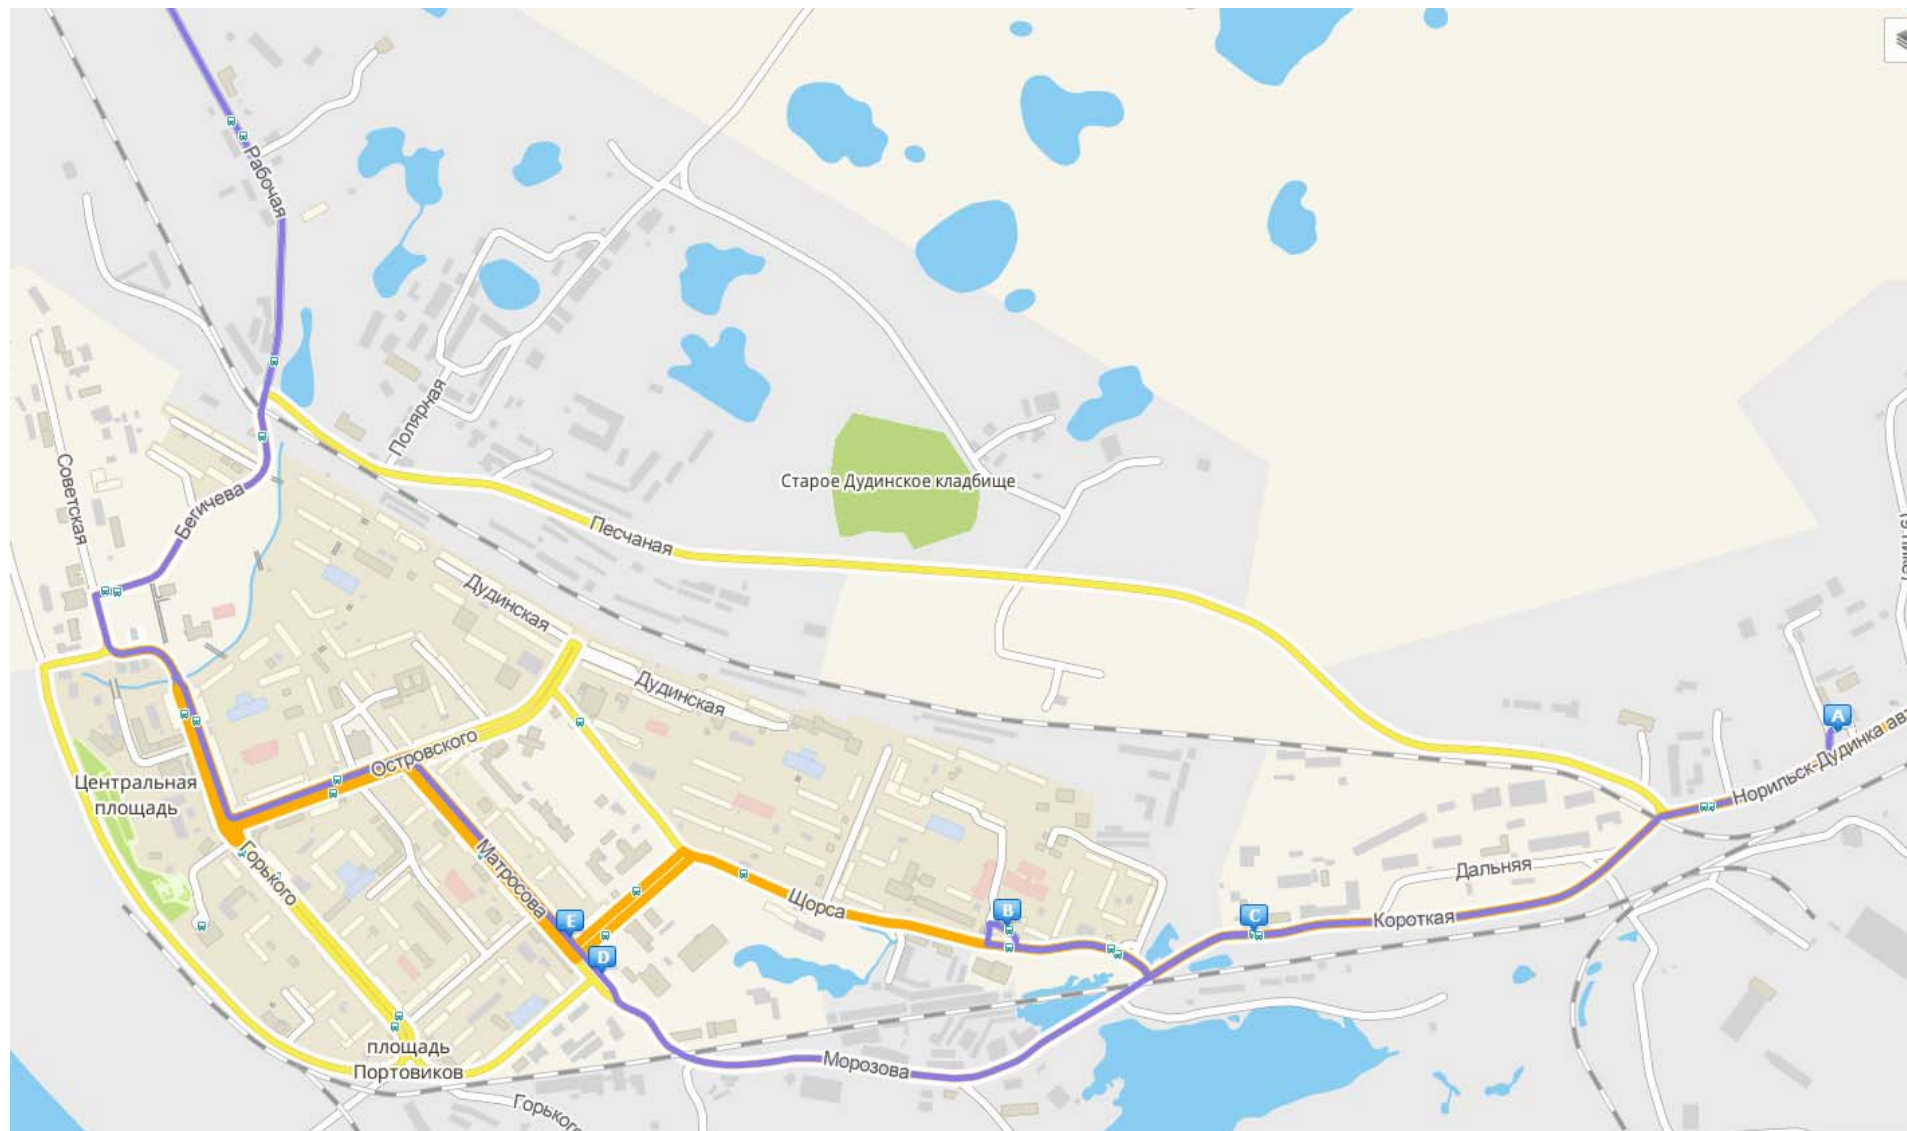 Рабочая
Полярная
Советская
Старое Дудинское кладбище
Бегичева
Песчаная
Дудинская
Дудинская
A
Норильск-Дудинка авт
Островского
Центральная
площадь
Горького
Матросова
Дальняя
Щорса
B
C
Короткая
E
D
площадь
Портовиков
Морозова
Горького